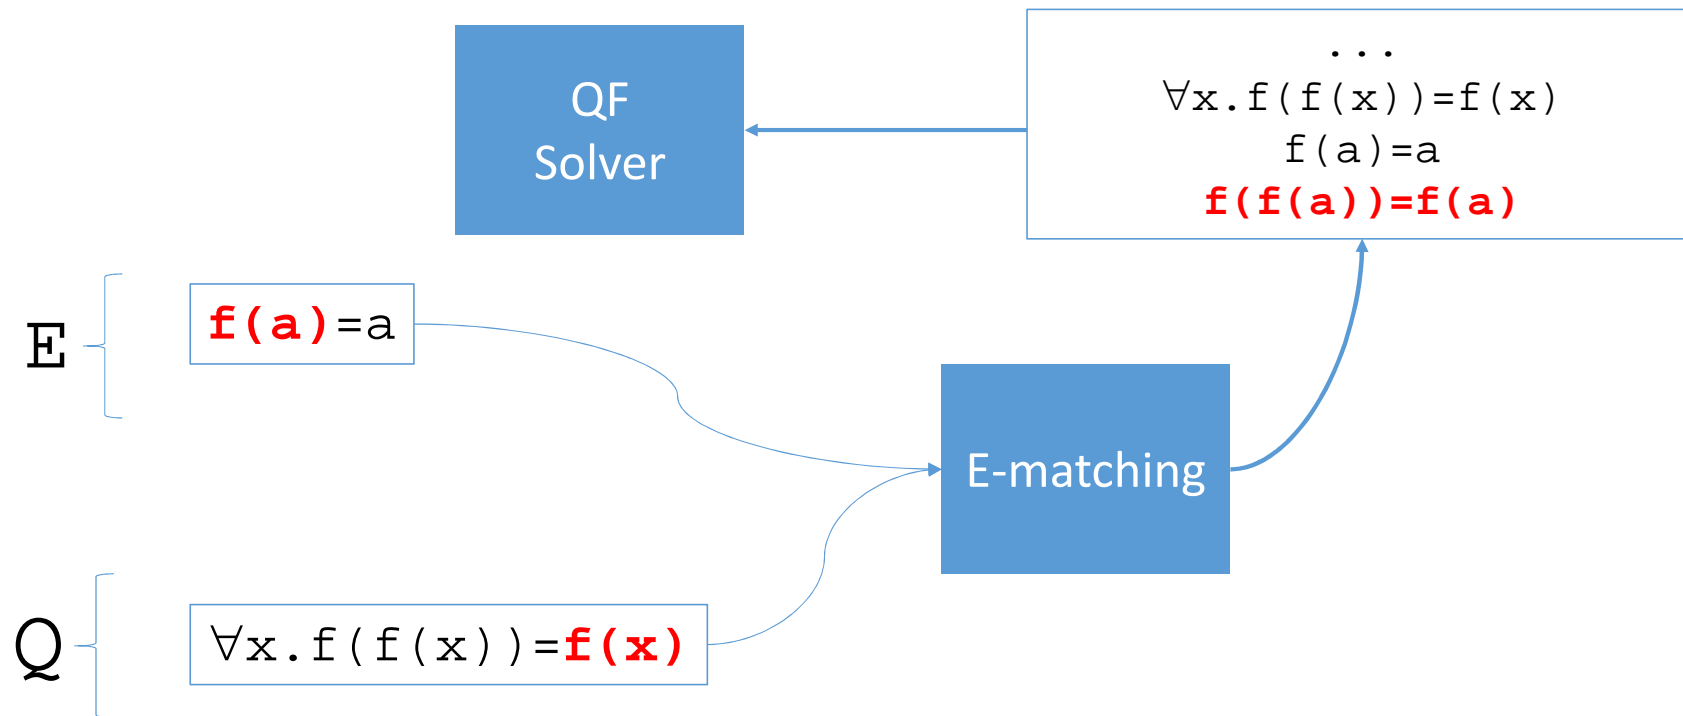 QF
Solver
...
∀x.f(f(x))=f(x)
f(a)=a
f(f(a))=f(a)
E
f(a)=a
E-matching
Q
∀x.f(f(x))=f(x)